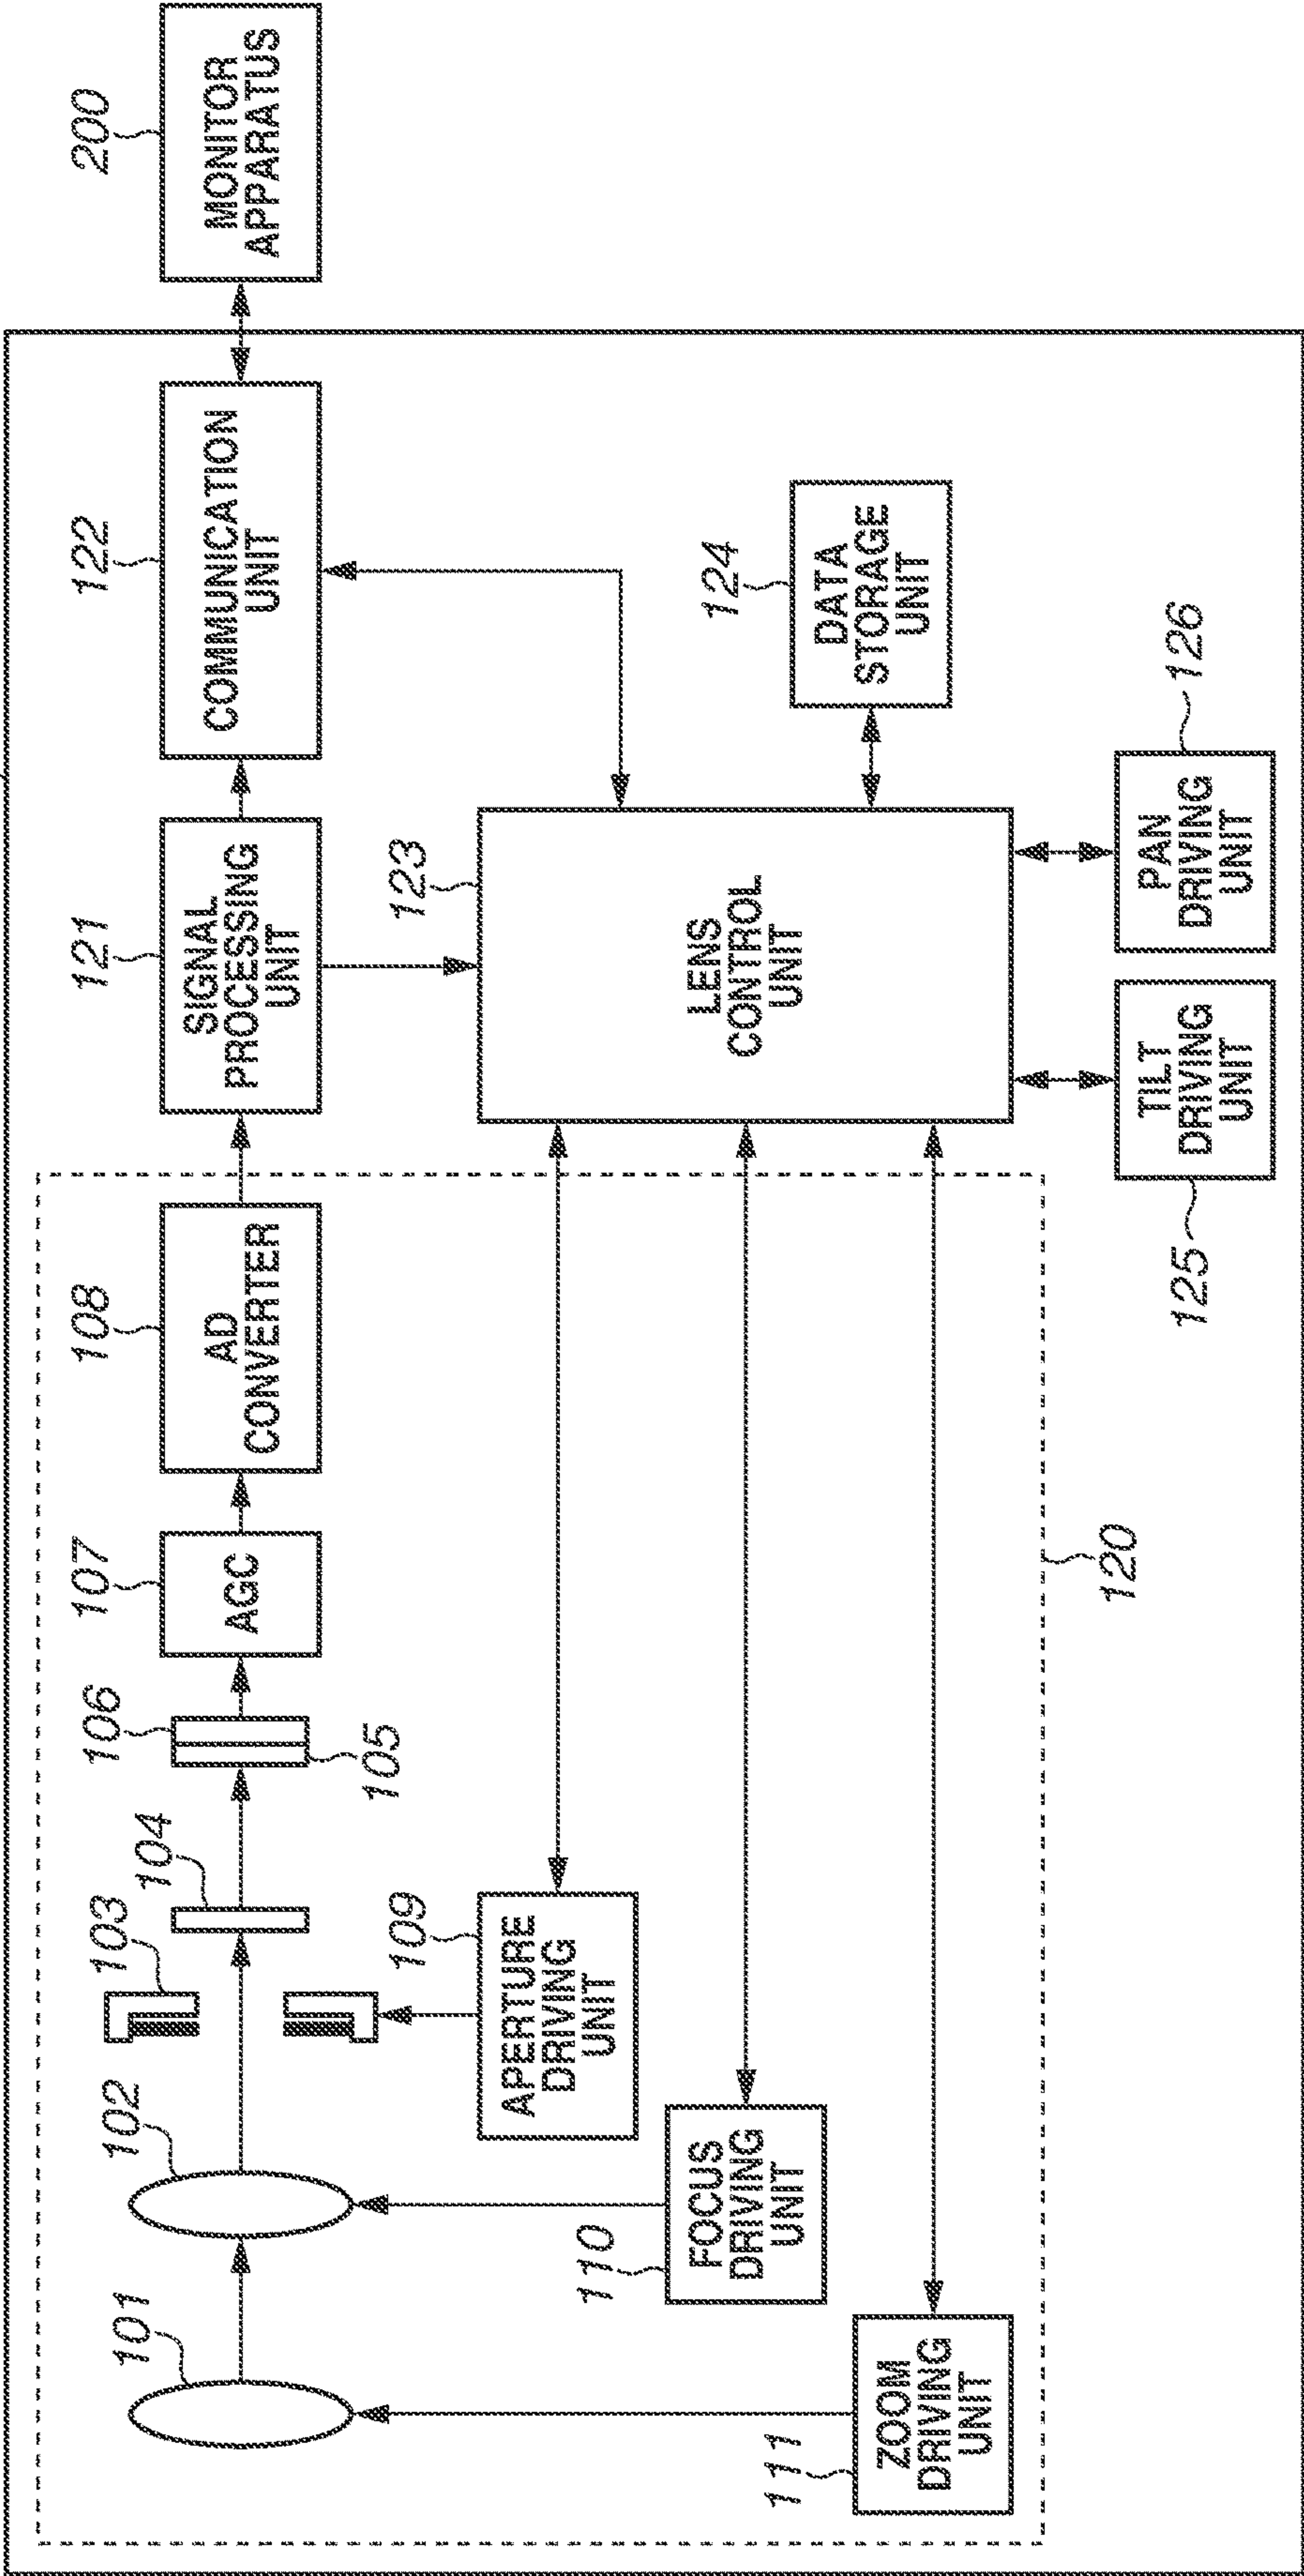 200
MONITOR
APPARATUS
122
COMMUNICATION
UNIT
121
SIGNAL
PROCESSING
UNIT
108
AD
CONVERTER
107
AGC
106
105
104
103
102
101
109
APERTURE
DRIVING
UNIT
110
FOCUS
DRIVING
UNIT
111
ZOOM
DRIVING
UNIT
123
LENS
CONTROL
UNIT
124
DATA
STORAGE
UNIT
125
TILT
DRIVING
UNIT
126
PAN
DRIVING
UNIT
120